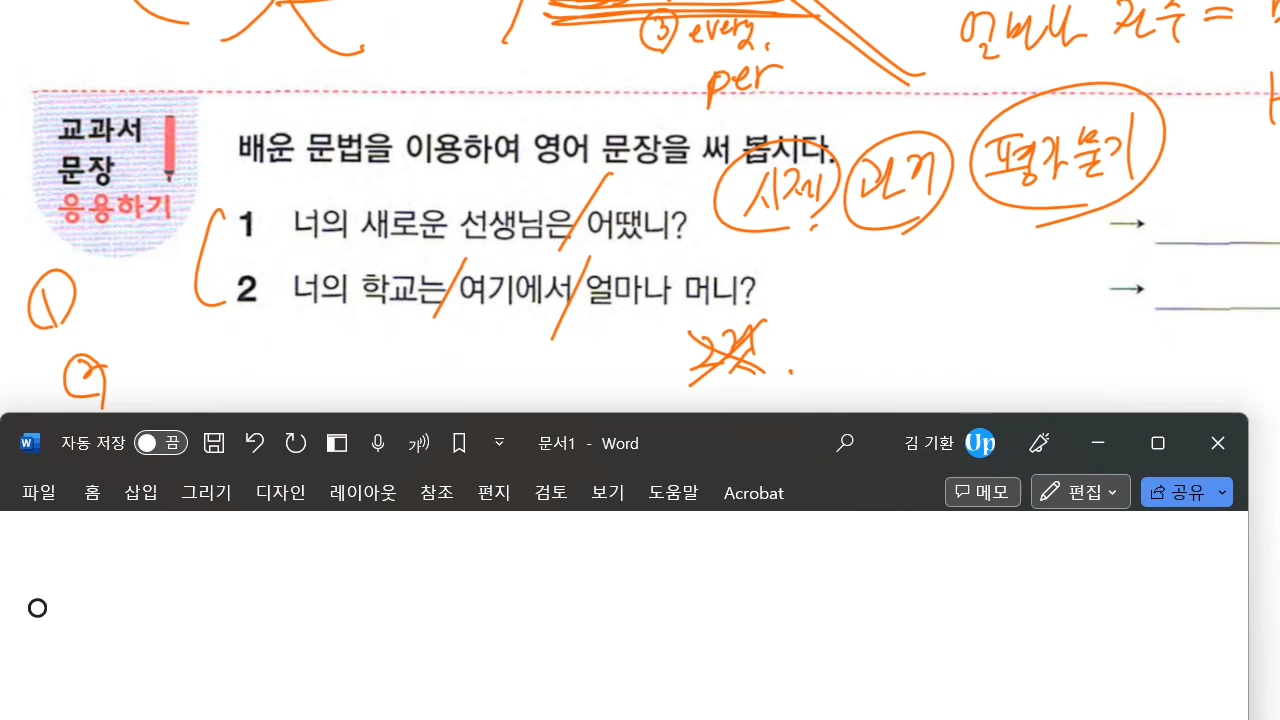 ③ every,
per
얼마나 자주 =
교과서
문장
응용하기
배운 문법을 이용하여 영어 문장을 써 봅시다.
시제, 과거 평가묻기
1 너의 새로운 선생님은 / 어땠니? →
2 너의 학교는 / 여기에서 / 얼마나 머니? →
①
②
자동 저장 끔 가)) 문서1 - Word 김 기환 Up
파일 홈 삽입 그리기 디자인 레이아웃 참조 편지 검토 보기 도움말 Acrobat 메모 편집 공유